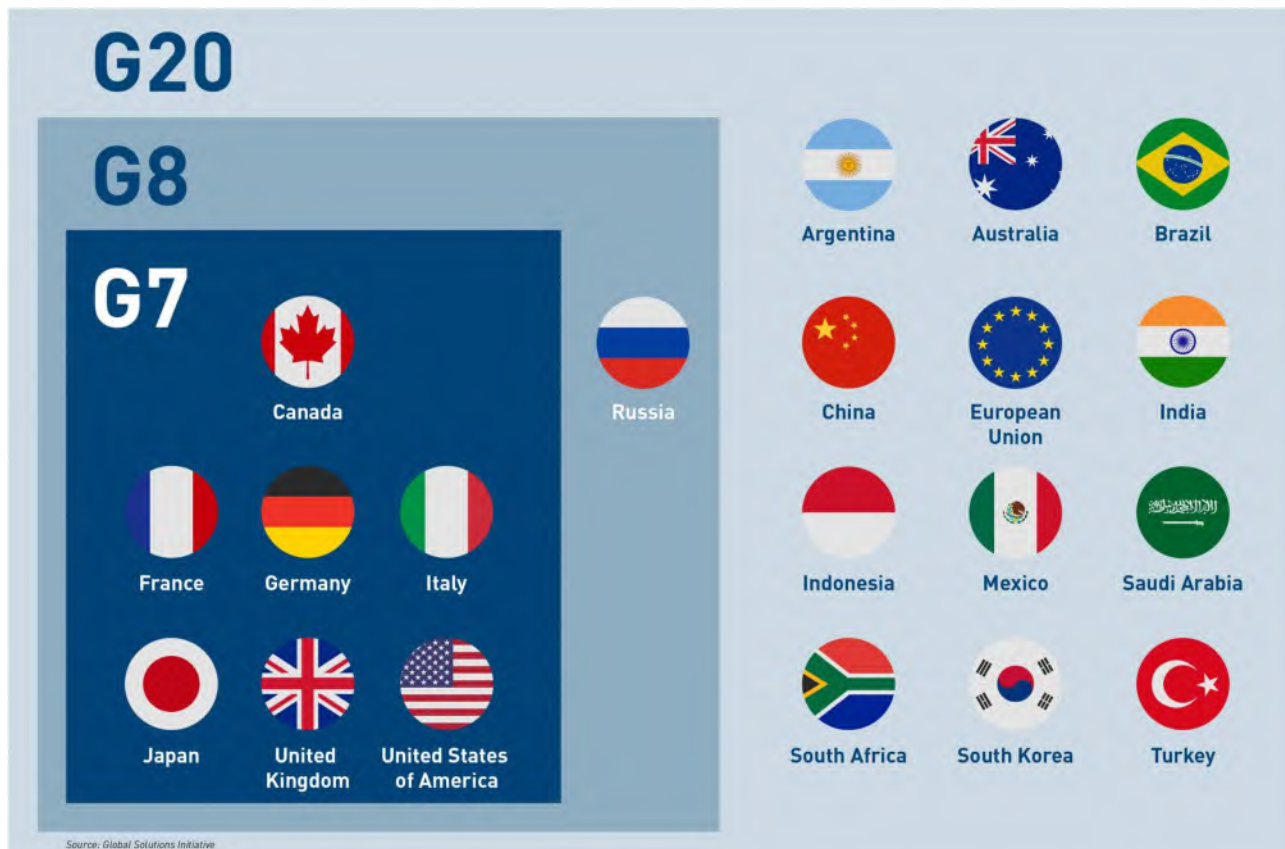 G20
G8
G7
Canada
France
Germany
Italy
Japan
United
Kingdom
United States
of America
Russia
Argentina
Australia
Brazil
China
European
Union
India
Indonesia
Mexico
Saudi Arabia
South Africa
South Korea
Turkey
Source: Global Solutions Initiative